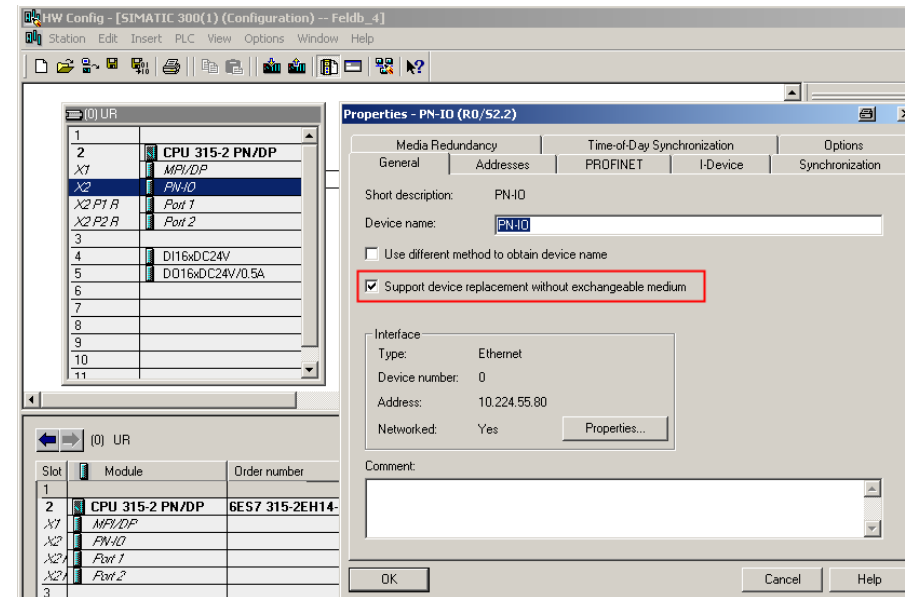 HW Config - [SIMATIC 300(1) (Configuration) -- Feldb_4]
Station Edit Insert PLC View Options Window Help
(0) UR
1
2 CPU 315-2 PN/DP
X1 MPI/DP
X2 PN-IO
X2 P1 R Port 1
X2 P2 R Port 2
3
4 DI16xDC24V
5 DO16xDC24V/0.5A
6
7
8
9
10
11
Properties - PN-IO (R0/S2.2)
Media Redundancy Time-of-Day Synchronization Options
General Addresses PROFINET I-Device Synchronization
Short description: PN-IO
Device name: PN-IO
Use different method to obtain device name
Support device replacement without exchangeable medium
Interface
Type: Ethernet
Device number: 0
Address: 10.224.55.80
Networked: Yes Properties...
Comment:
OK Cancel Help
(0) UR
Slot Module Order number
1
2 CPU 315-2 PN/DP 6ES7 315-2EH14-
X1 MPI/DP
X2 PN-IO
X2 Port 1
X2 Port 2
3